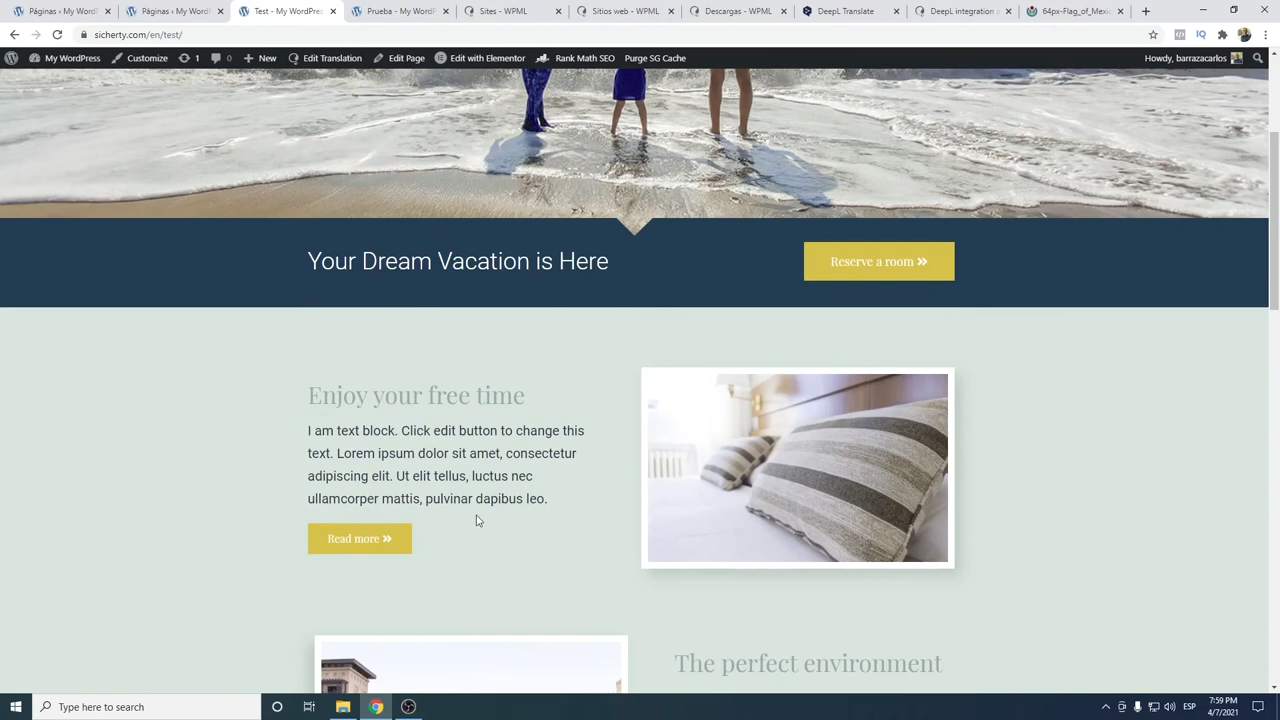 Páginas ‹ My WordPr
Páginas ‹ My WordPr
Test - My WordPress
Prueba – My WordPr
Sites - WPML
Sitios web - WPML
Descargas - WPML
DeepL Translate
DeepL integration
64px-Flag_of_Mexic
sicherty.com/en/test/
My WordPress
Customize
1
0
New
Edit Translation
Edit Page
Edit with Elementor
Rank Math SEO
Purge SG Cache
Howdy, barrazacarlos
Your Dream Vacation is Here
Reserve a room
Enjoy your free time
I am text block. Click edit button to change this
text. Lorem ipsum dolor sit amet, consectetur
adipiscing elit. Ut elit tellus, luctus nec
ullamcorper mattis, pulvinar dapibus leo.
Read more
The perfect environment
Type here to search
ESP
7:59 PM
4/7/2021